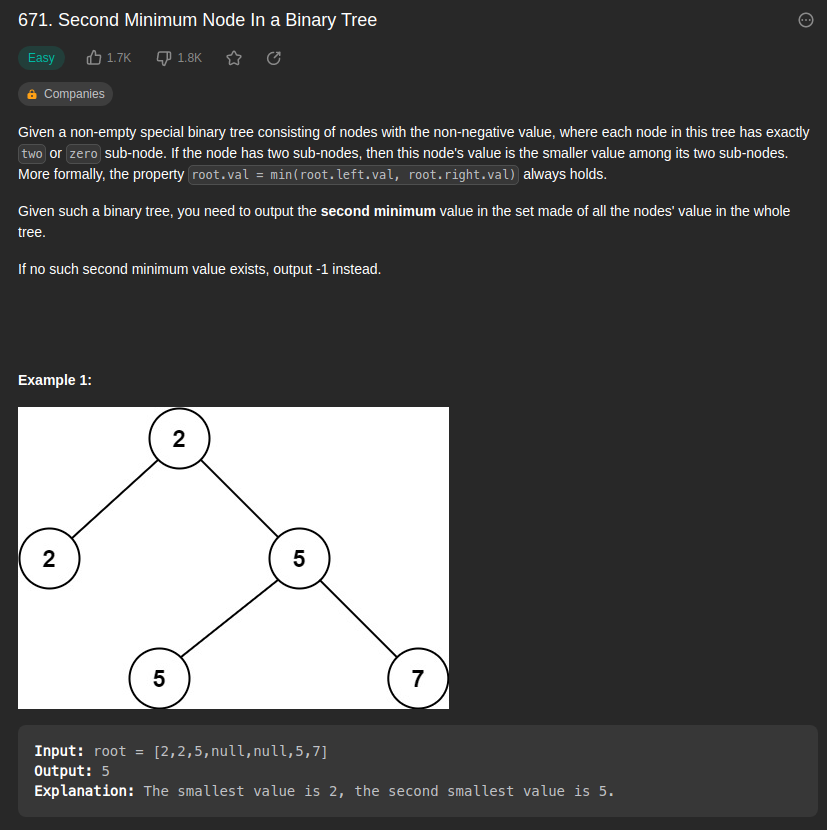 671. Second Minimum Node In a Binary Tree
Easy 1.7K 1.8K
Companies
Given a non-empty special binary tree consisting of nodes with the non-negative value, where each node in this tree has exactly
two or zero sub-node. If the node has two sub-nodes, then this node's value is the smaller value among its two sub-nodes.
More formally, the property root.val = min(root.left.val, root.right.val) always holds.
Given such a binary tree, you need to output the second minimum value in the set made of all the nodes' value in the whole
tree.
If no such second minimum value exists, output -1 instead.
Example 1:
2
2 5
5 7
Input: root = [2,2,5,null,null,5,7]
Output: 5
Explanation: The smallest value is 2, the second smallest value is 5.